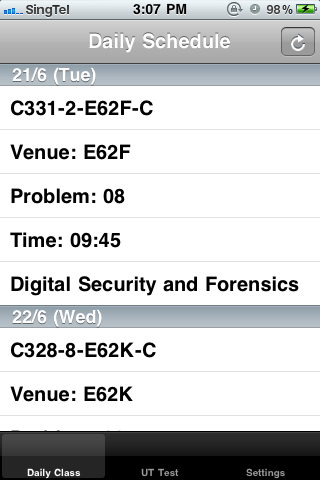 SingTel 3:07 PM 98%
Daily Schedule
21/6 (Tue)
C331-2-E62F-C
Venue: E62F
Problem: 08
Time: 09:45
Digital Security and Forensics
22/6 (Wed)
C328-8-E62K-C
Venue: E62K
Daily Class UT Test Settings